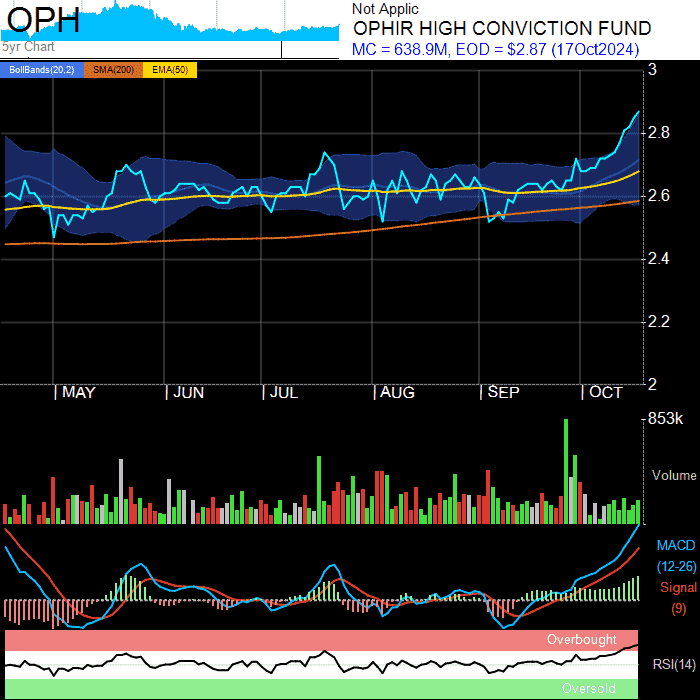 OPH
5yr Chart
Not Applic
OPHIR HIGH CONVICTION FUND
MC = 638.9M, EOD = $2.87 (17Oct2024)
BollBands(20,2) SMA(200) EMA(50)
3
2.8
2.6
2.4
2.2
2
MAY JUN JUL AUG SEP OCT
853k
Volume
MACD
(12-26)
Signal
(9)
Overbought
RSI(14)
Oversold